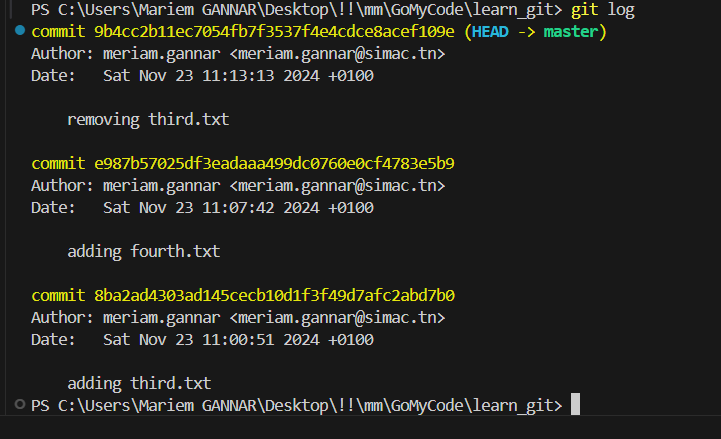 PS C:\Users\Mariem GANNAR\Desktop\!!\mm\GoMyCode\learn_git> git log
commit 9b4cc2b11ec7054fb7f3537f4e4cdce8acef109e (HEAD -> master)
Author: meriam.gannar <meriam.gannar@simac.tn>
Date:   Sat Nov 23 11:13:13 2024 +0100
removing third.txt
commit e987b57025df3eadaaa499dc0760e0cf4783e5b9
Author: meriam.gannar <meriam.gannar@simac.tn>
Date:   Sat Nov 23 11:07:42 2024 +0100
adding fourth.txt
commit 8ba2ad4303ad145cecb10d1f3f49d7afc2abd7b0
Author: meriam.gannar <meriam.gannar@simac.tn>
Date:   Sat Nov 23 11:00:51 2024 +0100
adding third.txt
PS C:\Users\Mariem GANNAR\Desktop\!!\mm\GoMyCode\learn_git>